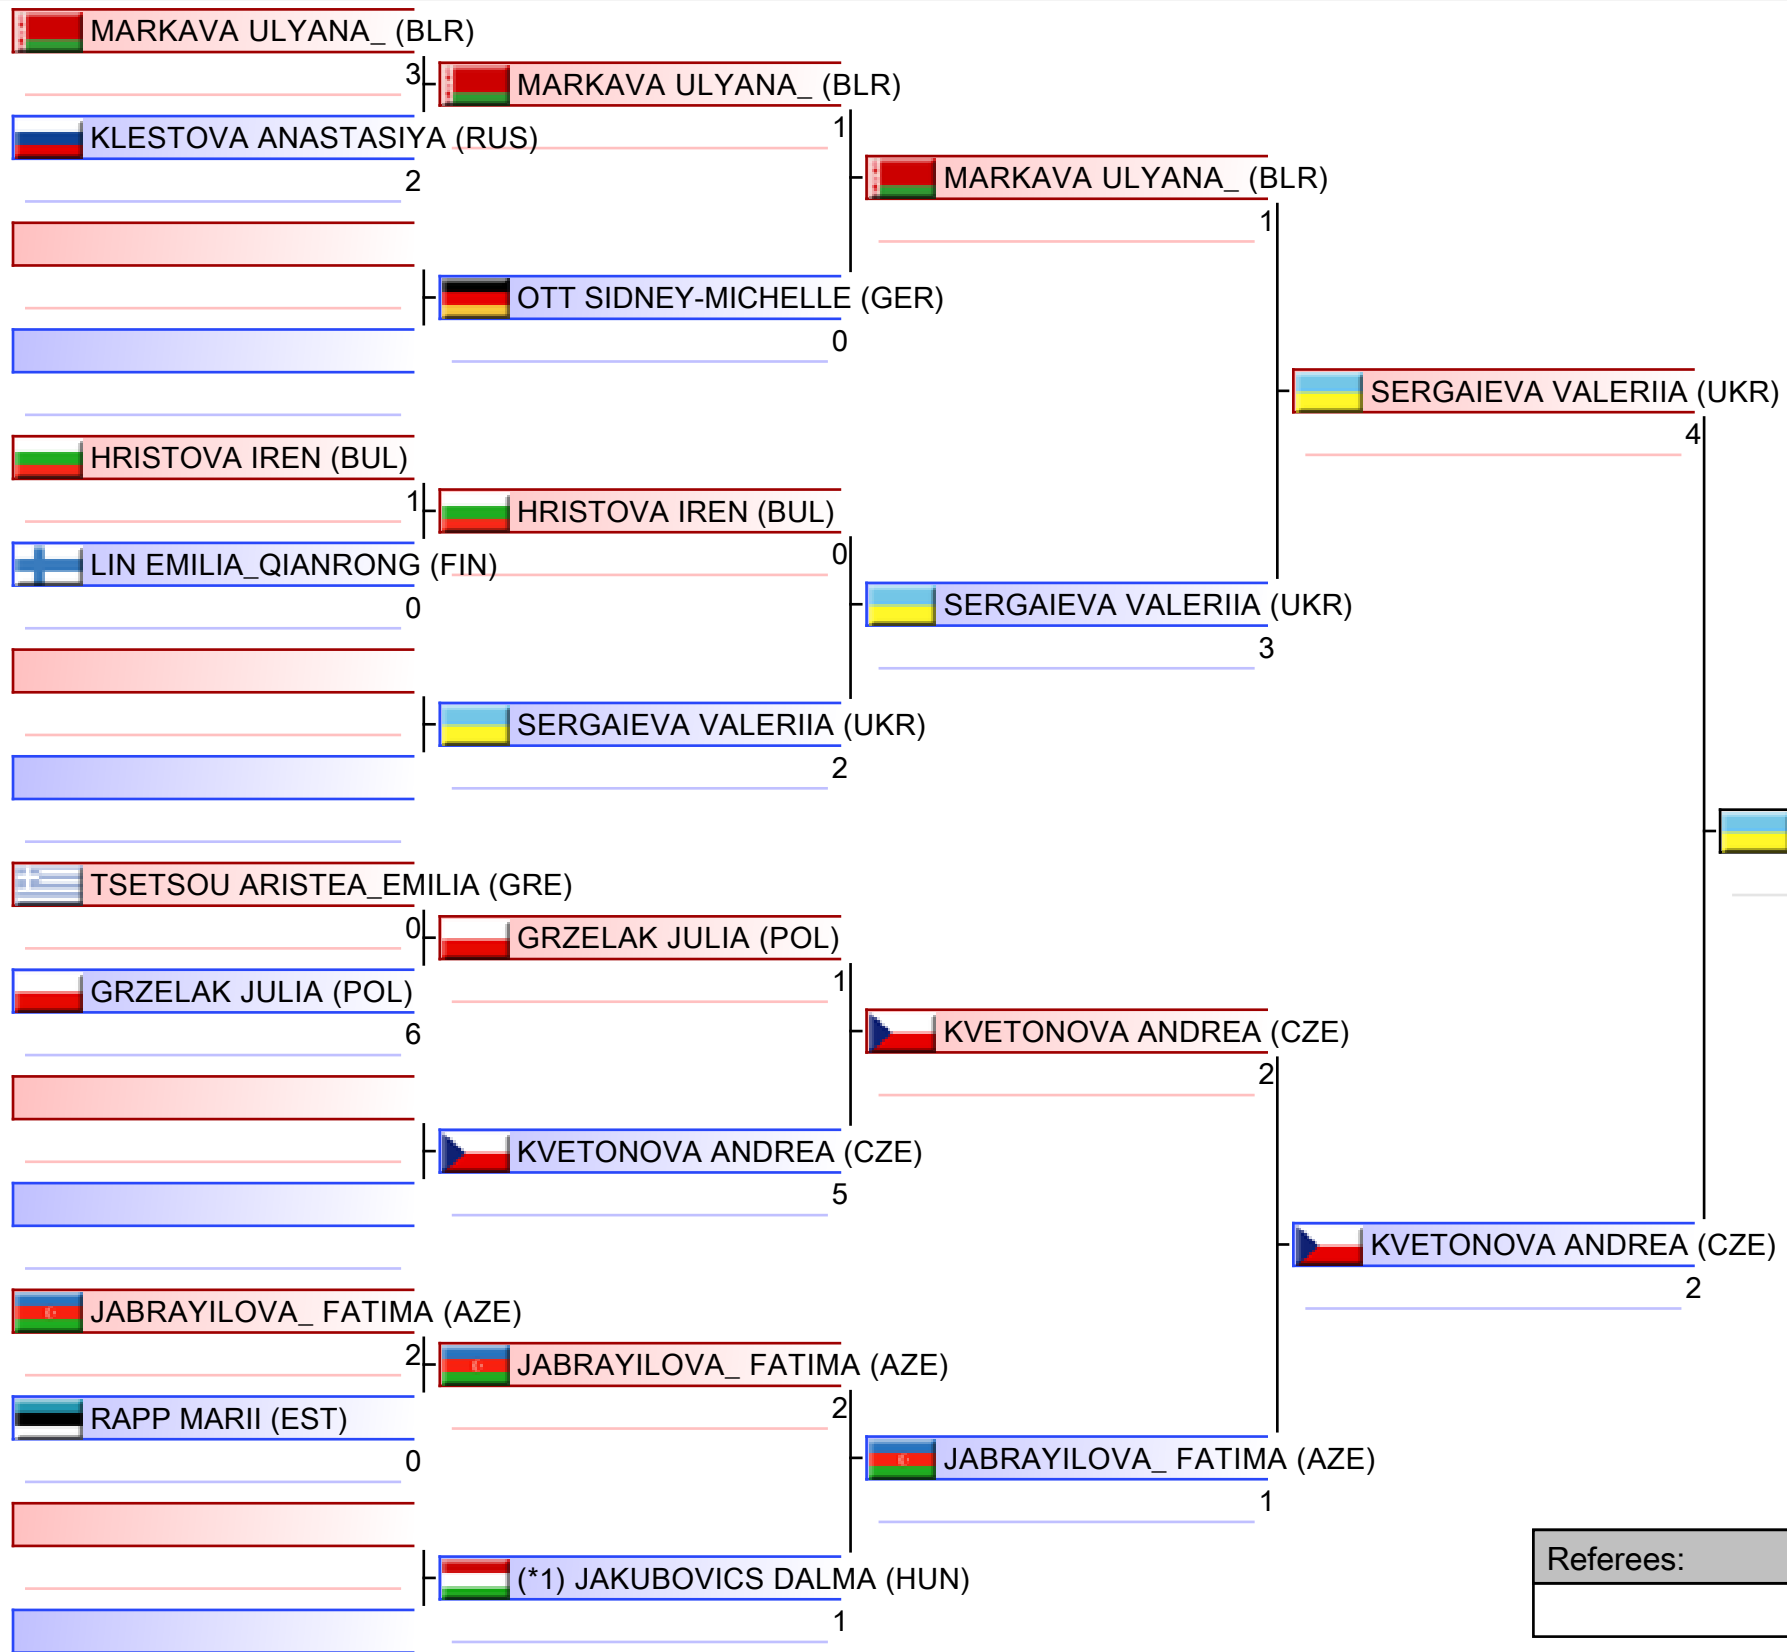 MARKAVA ULYANA_ (BLR)
3
KLESTOVA ANASTASIYA (RUS)
2
HRISTOVA IREN (BUL)
1
LIN EMILIA_QIANRONG (FIN)
0
TSETSOU ARISTEA_EMILIA (GRE)
0
GRZELAK JULIA (POL)
6
JABRAYILOVA_ FATIMA (AZE)
2
RAPP MARII (EST)
0
MARKAVA ULYANA_ (BLR)
1
OTT SIDNEY-MICHELLE (GER)
0
HRISTOVA IREN (BUL)
0
SERGAIEVA VALERIIA (UKR)
2
GRZELAK JULIA (POL)
1
KVETONOVA ANDREA (CZE)
5
JABRAYILOVA_ FATIMA (AZE)
2
(*1) JAKUBOVICS DALMA (HUN)
1
MARKAVA ULYANA_ (BLR)
1
SERGAIEVA VALERIIA (UKR)
3
KVETONOVA ANDREA (CZE)
2
JABRAYILOVA_ FATIMA (AZE)
1
SERGAIEVA VALERIIA (UKR)
4
KVETONOVA ANDREA (CZE)
2
Referees: